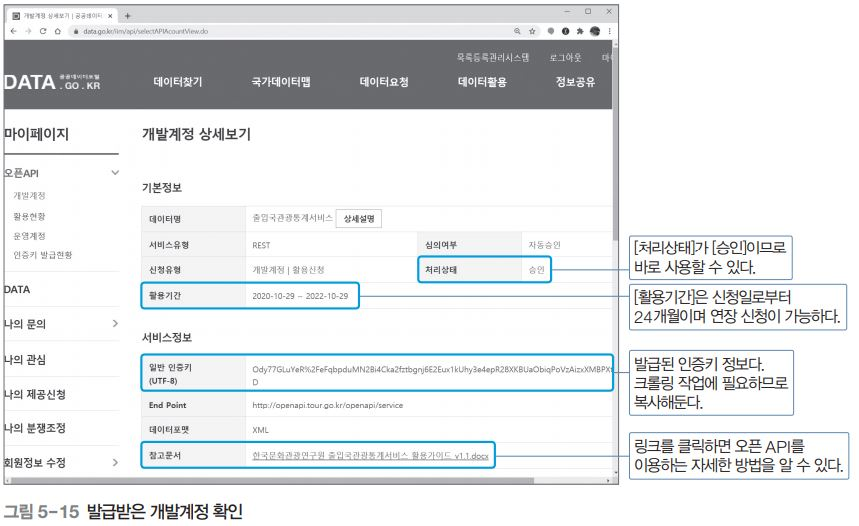 개발계정 상세보기 | 공공데이터
data.go.kr/iim/api/selectAPIAcountView.do
목록등록관리시스템 로그아웃 마이
DATA 공공데이터포털 . GO . KR
데이터찾기 국가데이터맵 데이터요청 데이터활용 정보공유
마이페이지
개발계정 상세보기
오픈API
개발계정
활용현황
운영계정
인증키 발급현황
DATA
나의 문의
나의 관심
나의 제공신청
나의 분쟁조정
회원정보 수정
기본정보
데이터명 출입국관광통계서비스 상세설명
서비스유형 REST 심의여부 자동승인
신청유형 개발계정 | 활용신청 처리상태 승인
활용기간 2020-10-29 ~ 2022-10-29
서비스정보
일반 인증키
(UTF-8)
Ody77GLuYeR%2FeFqbpduMN2Bi4Cka2fztbgnj6E2Eux1kUhy3e4epR28XKBUaObiqPoVzAizxXMBPXt
D
End Point http://openapi.tour.go.kr/openapi/service
데이터포맷 XML
참고문서 한국문화관광연구원 출입국관광통계서비스 활용가이드 v1.1.docx
[처리상태]가 [승인]이므로
바로 사용할 수 있다.
[활용기간]은 신청일로부터
24개월이며 연장 신청이 가능하다.
발급된 인증키 정보다.
크롤링 작업에 필요하므로
복사해둔다.
링크를 클릭하면 오픈 API를
이용하는 자세한 방법을 알 수 있다.
그림 5-15 발급받은 개발계정 확인